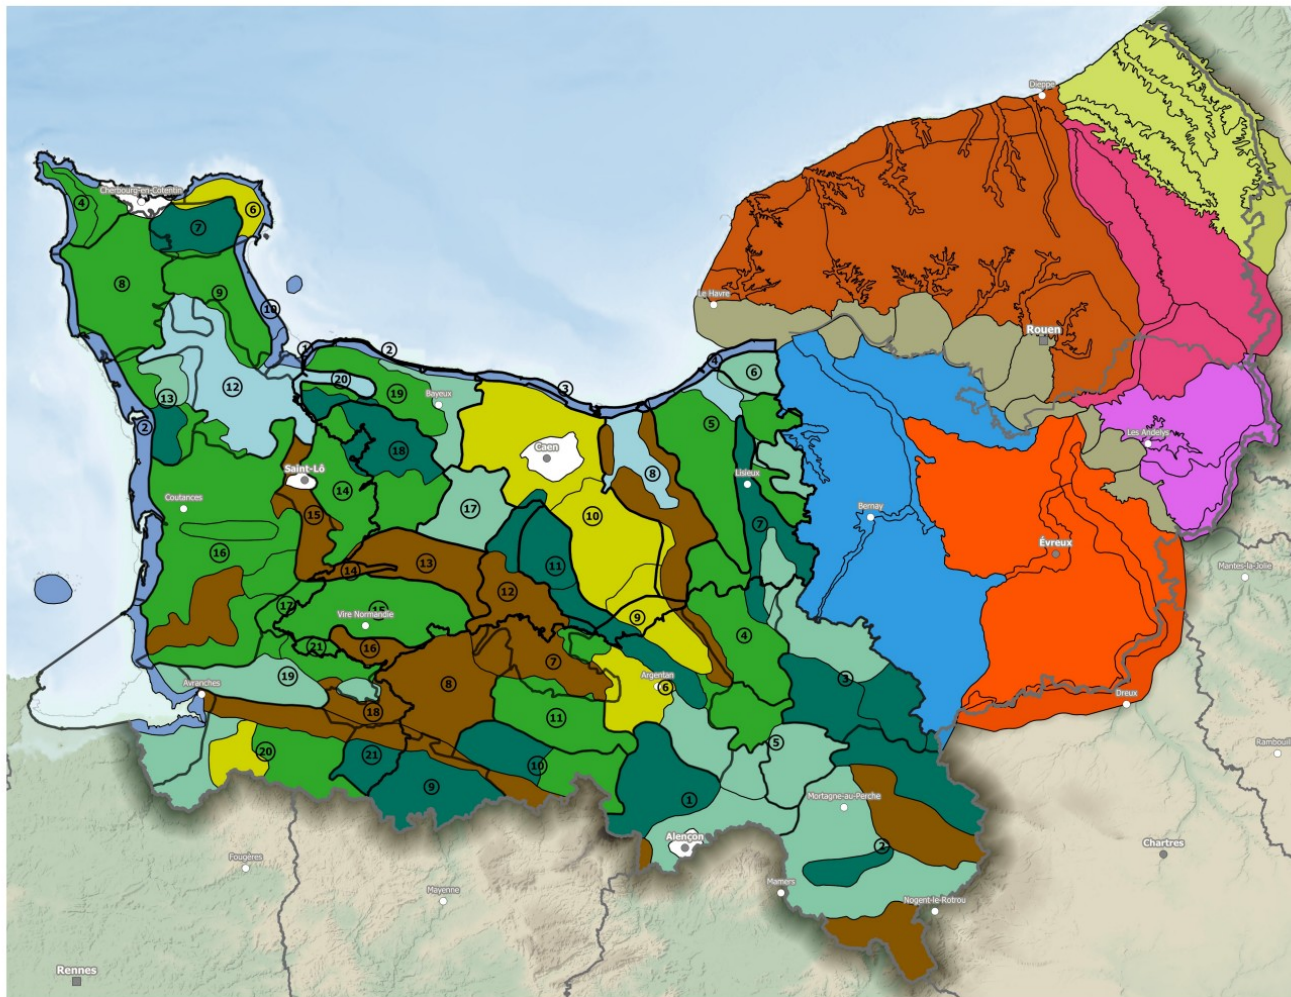 Dieppe
Cherbourg-en-Cotentin
4
6
7
8
9
10
Le Havre
Rouen
1
2
4
3
6
20
12
19
13
Bayeux
2
5
Les Andelys
Caen
18
8
Saint-Lô
Lisieux
14
Coutances
17
15
10
Bernay
7
16
Évreux
13
11
14
12
Mantes-la-Jolie
17
15
Vire Normandie
9
4
21
16
7
19
Argentan
3
8
6
Avranches
18
11
Dreux
5
20
21
10
Rambouill
9
1
Mortagne-au-Perche
Alençon
2
Chartres
Fougères
Mayenne
Mamers
Nogent-le-Rotrou
Rennes